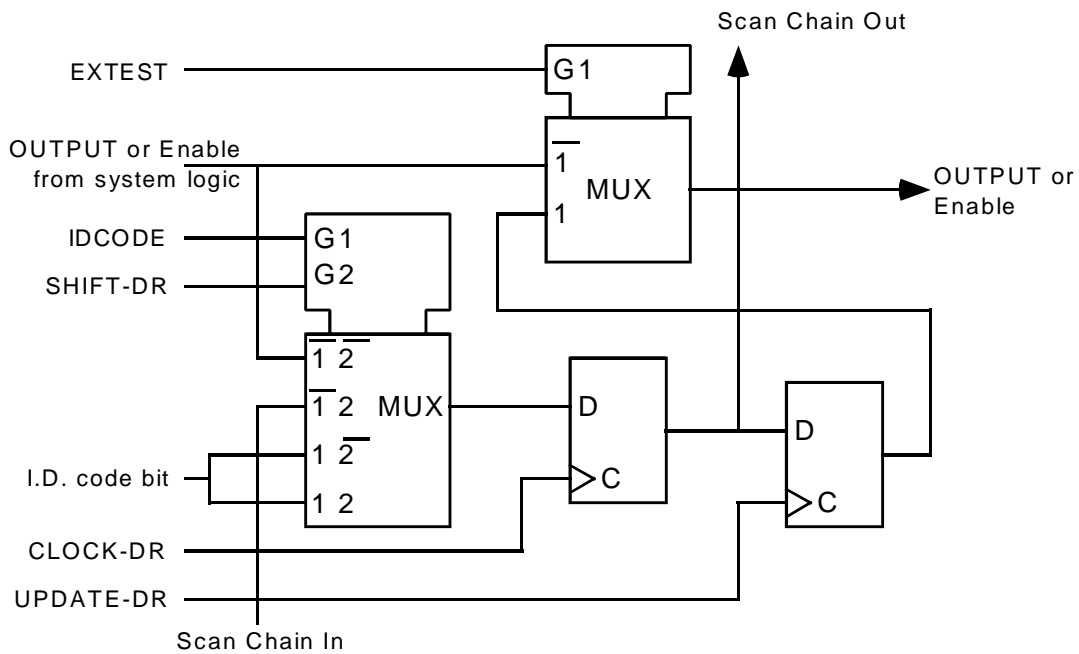 Scan Chain Out
EXTEST
G1
OUTPUT or Enable
from system logic
1
MUX
1
OUTPUT or
Enable
IDCODE
G1
SHIFT-DR
G2
1 2
1 2
MUX
1 2
1 2
I.D. code bit
D
C
D
C
CLOCK-DR
UPDATE-DR
Scan Chain In